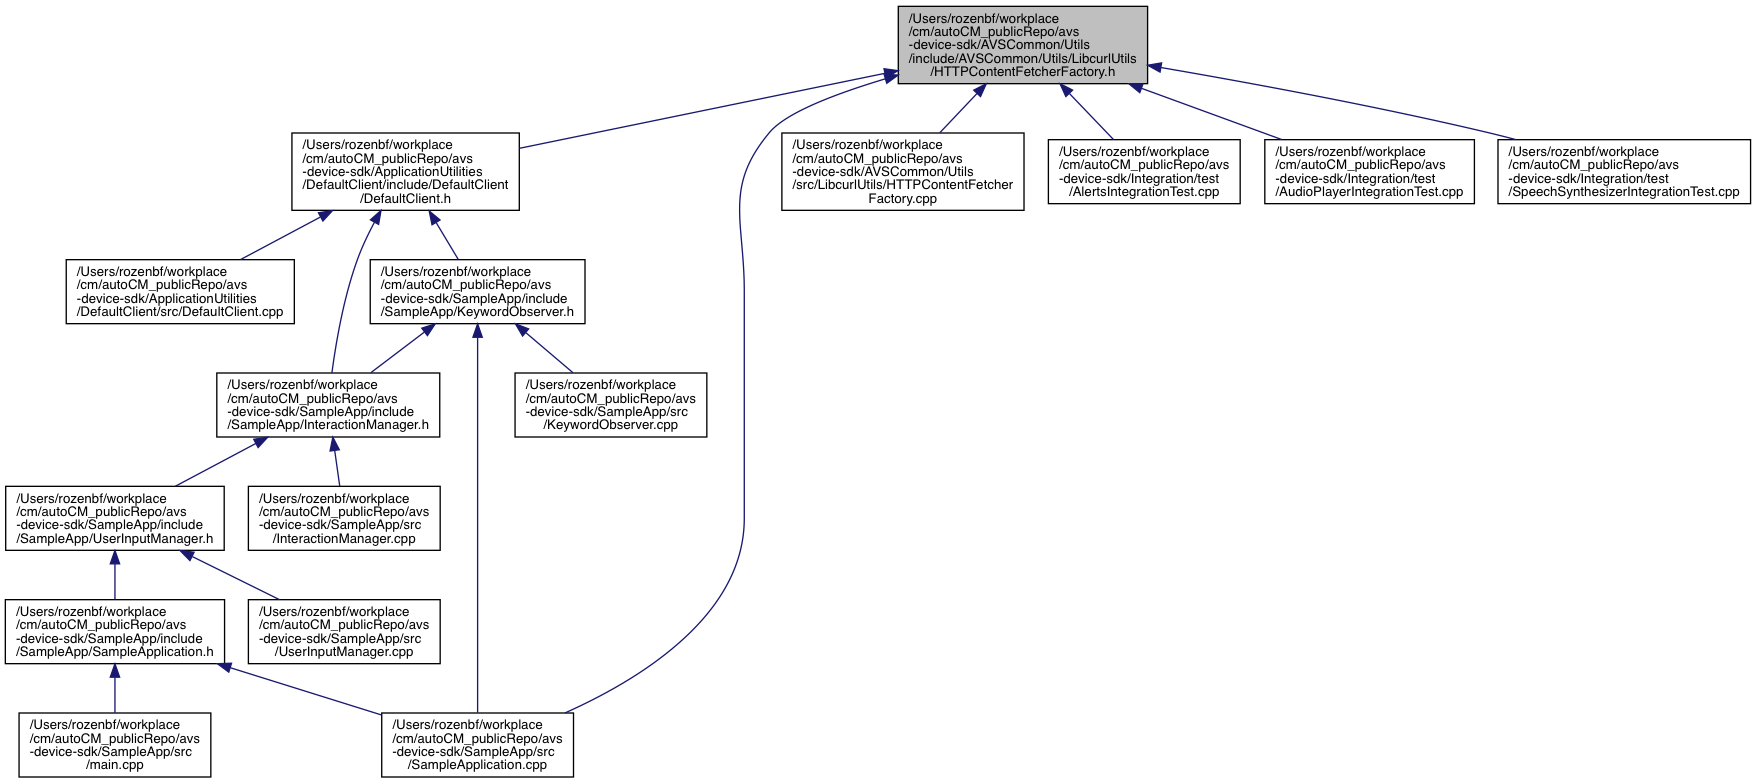 /Users/rozenbf/workplace
/cm/autoCM_publicRepo/avs
-device-sdk/AVSCommon/Utils
/include/AVSCommon/Utils/LibcurlUtils
/HTTPContentFetcherFactory.h
/Users/rozenbf/workplace
/cm/autoCM_publicRepo/avs
-device-sdk/ApplicationUtilities
/DefaultClient/include/DefaultClient
/DefaultClient.h
/Users/rozenbf/workplace
/cm/autoCM_publicRepo/avs
-device-sdk/AVSCommon/Utils
/src/LibcurlUtils/HTTPContentFetcher
Factory.cpp
/Users/rozenbf/workplace
/cm/autoCM_publicRepo/avs
-device-sdk/Integration/test
/AlertsIntegrationTest.cpp
/Users/rozenbf/workplace
/cm/autoCM_publicRepo/avs
-device-sdk/Integration/test
/AudioPlayerIntegrationTest.cpp
/Users/rozenbf/workplace
/cm/autoCM_publicRepo/avs
-device-sdk/Integration/test
/SpeechSynthesizerIntegrationTest.cpp
/Users/rozenbf/workplace
/cm/autoCM_publicRepo/avs
-device-sdk/ApplicationUtilities
/DefaultClient/src/DefaultClient.cpp
/Users/rozenbf/workplace
/cm/autoCM_publicRepo/avs
-device-sdk/SampleApp/include
/SampleApp/KeywordObserver.h
/Users/rozenbf/workplace
/cm/autoCM_publicRepo/avs
-device-sdk/SampleApp/include
/SampleApp/InteractionManager.h
/Users/rozenbf/workplace
/cm/autoCM_publicRepo/avs
-device-sdk/SampleApp/src
/KeywordObserver.cpp
/Users/rozenbf/workplace
/cm/autoCM_publicRepo/avs
-device-sdk/SampleApp/include
/SampleApp/UserInputManager.h
/Users/rozenbf/workplace
/cm/autoCM_publicRepo/avs
-device-sdk/SampleApp/src
/InteractionManager.cpp
/Users/rozenbf/workplace
/cm/autoCM_publicRepo/avs
-device-sdk/SampleApp/include
/SampleApp/SampleApplication.h
/Users/rozenbf/workplace
/cm/autoCM_publicRepo/avs
-device-sdk/SampleApp/src
/UserInputManager.cpp
/Users/rozenbf/workplace
/cm/autoCM_publicRepo/avs
-device-sdk/SampleApp/src
/main.cpp
/Users/rozenbf/workplace
/cm/autoCM_publicRepo/avs
-device-sdk/SampleApp/src
/SampleApplication.cpp